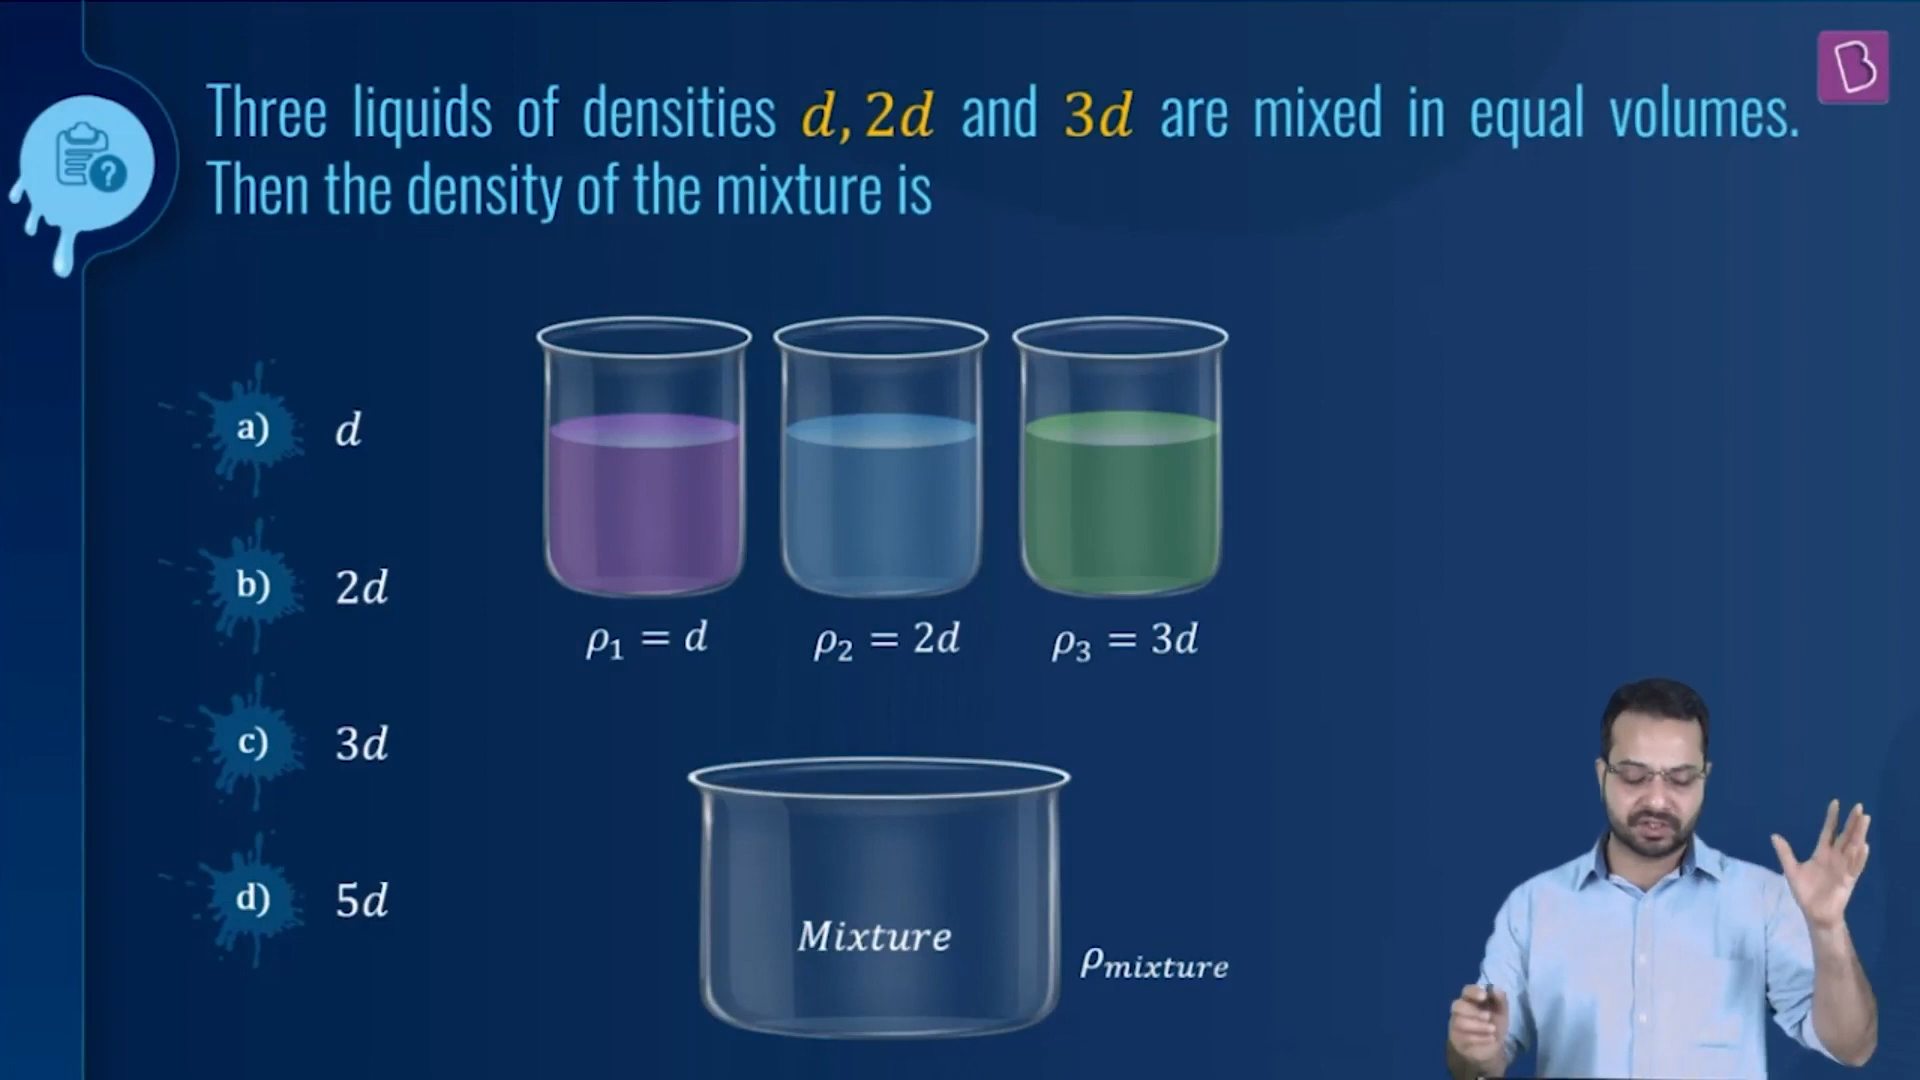 Three liquids of densities d, 2d and 3d are mixed in equal volumes.
Then the density of the mixture is
a) d
b) 2d
c) 3d
d) 5d
ρ₁ = d
ρ₂ = 2d
ρ₃ = 3d
Mixture
ρmixture
?
B